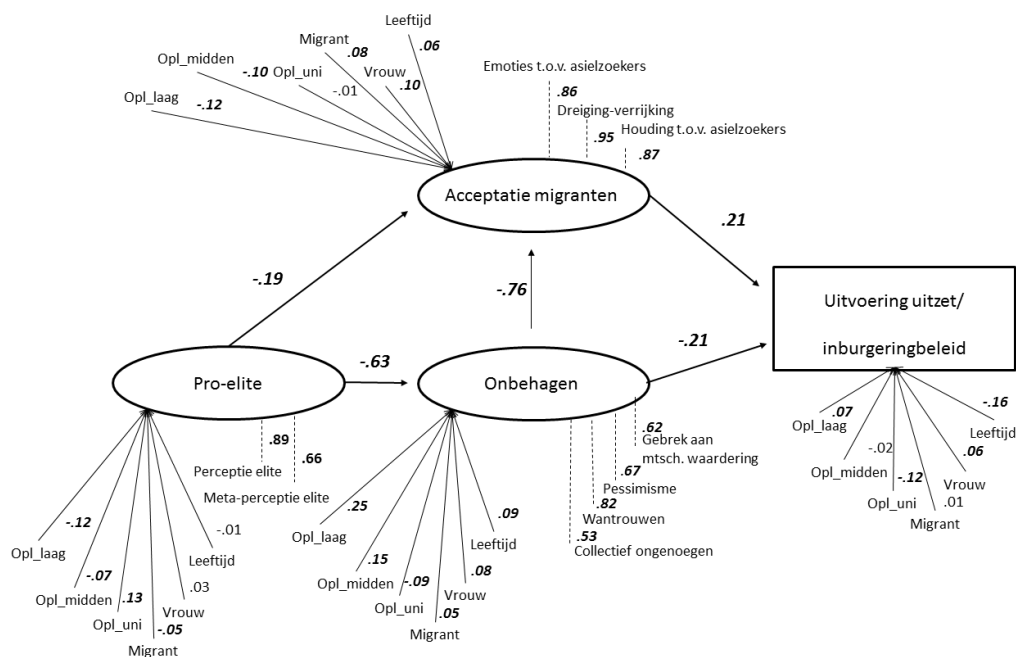 Leeftijd
.06
Migrant
.08
Opl_midden
-.10
Opl_uni
-.01
Vrouw
.10
Opl_laag
-.12
Emoties t.o.v. asielzoekers
.86
Dreiging-verrijking
.95
Houding t.o.v. asielzoekers
.87
Acceptatie migranten
.21
-.19
-.76
Uitvoering uitzet/
inburgeringbeleid
-.63
-.21
Pro-elite
Onbehagen
.89
Perceptie elite
.66
Meta-perceptie elite
.62
Gebrek aan
mtsch. waardering
.67
Pessimisme
.82
Wantrouwen
.53
Collectief ongenoegen
-.12
Opl_laag
-.07
Opl_midden
.13
Opl_uni
-.05
Migrant
.03
Vrouw
-.01
Leeftijd
.25
Opl_laag
.15
Opl_midden
-.09
Opl_uni
.05
Migrant
.08
Vrouw
.09
Leeftijd
.07
Opl_laag
-.02
Opl_midden
-.12
Opl_uni
.01
Migrant
.06
Vrouw
-.16
Leeftijd